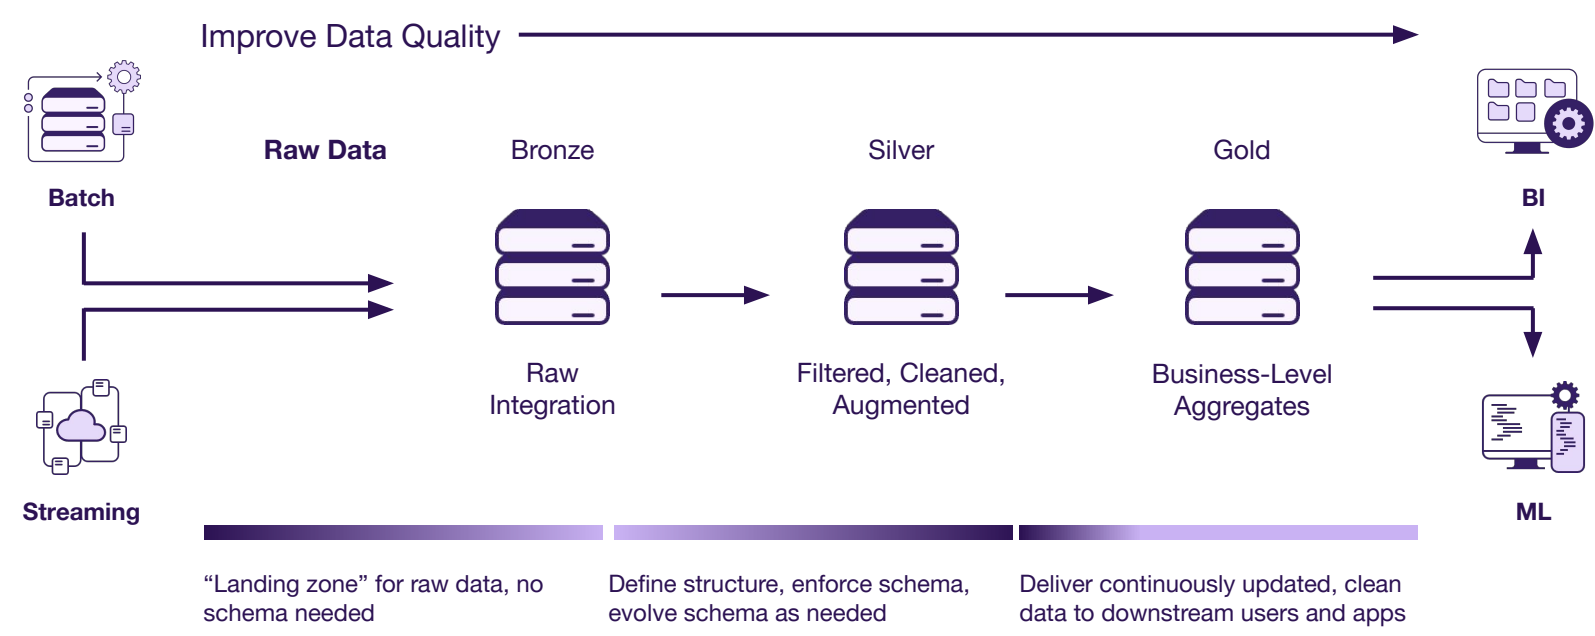 Improve Data Quality
Batch
Raw Data
Bronze
Silver
Gold
BI
Raw
Integration
Filtered, Cleaned,
Augmented
Business-Level
Aggregates
Streaming
ML
“Landing zone” for raw data, no
schema needed
Define structure, enforce schema,
evolve schema as needed
Deliver continuously updated, clean
data to downstream users and apps